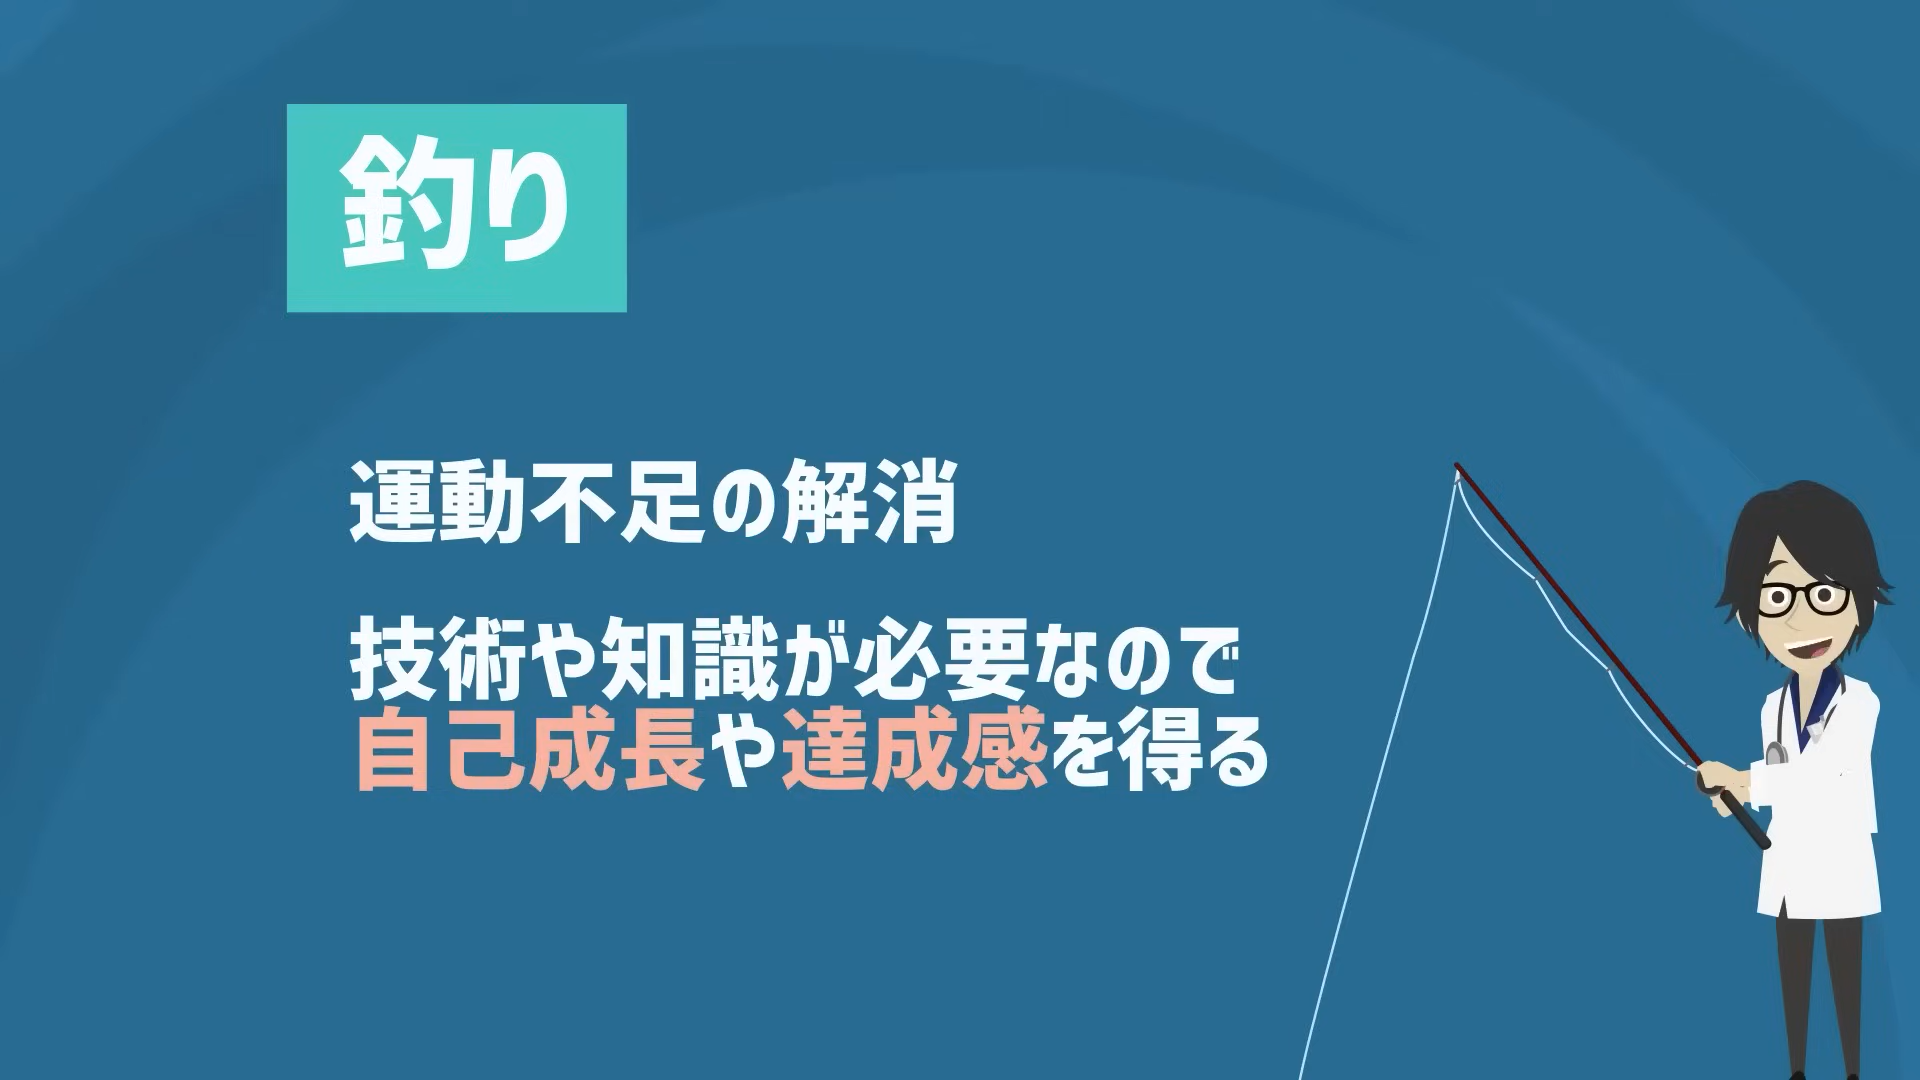 釣り
運動不足の解消
技術や知識が必要なので
自己成長や達成感を得る